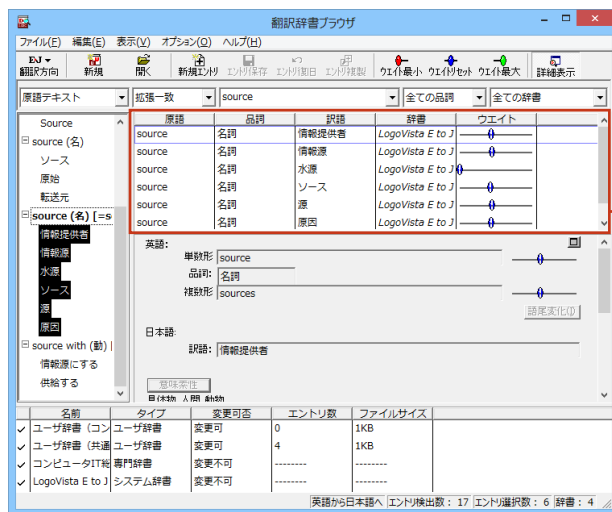 翻訳辞書ブラウザ
ファイル(F) 編集(E) 表示(V) オプション(O) ヘルプ(H)
EJ
翻訳方向 新規 開く 新規エントリ エントリ保存 エントリ復旧 エントリ複製 ウエイト最小 ウエイトリセット ウエイト最大 詳細表示
原語テキスト 拡張一致 source 全ての品詞 全ての辞書
Source
source (名)
ソース
原始
転送元
source (名) [=s
情報提供者
情報源
水源
ソース
源
原因
source with (動)
情報源にする
供給する
原語 品詞 訳語 辞書 ウエイト
source 名詞 情報提供者 LogoVista E to J
source 名詞 情報源 LogoVista E to J
source 名詞 水源 LogoVista E to J
source 名詞 ソース LogoVista E to J
source 名詞 源 LogoVista E to J
source 名詞 原因 LogoVista E to J
英語:
単数形 source
品詞: 名詞
複数形 sources
語尾変化(I)
日本語:
訳語: 情報提供者
意味索性
具体物 人間 動物
名前 タイプ 変更可否 エントリ数 ファイルサイズ
✓ ユーザ辞書（コン ユーザ辞書 変更可 0 1KB
✓ ユーザ辞書（共通 ユーザ辞書 変更可 4 1KB
✓ コンピュータIT総 専門辞書 変更不可 -------- --------
✓ LogoVista E to J システム辞書 変更不可 -------- --------
英語から日本語へ エントリ検出数： 17 エントリ選択数： 6 辞書： 4